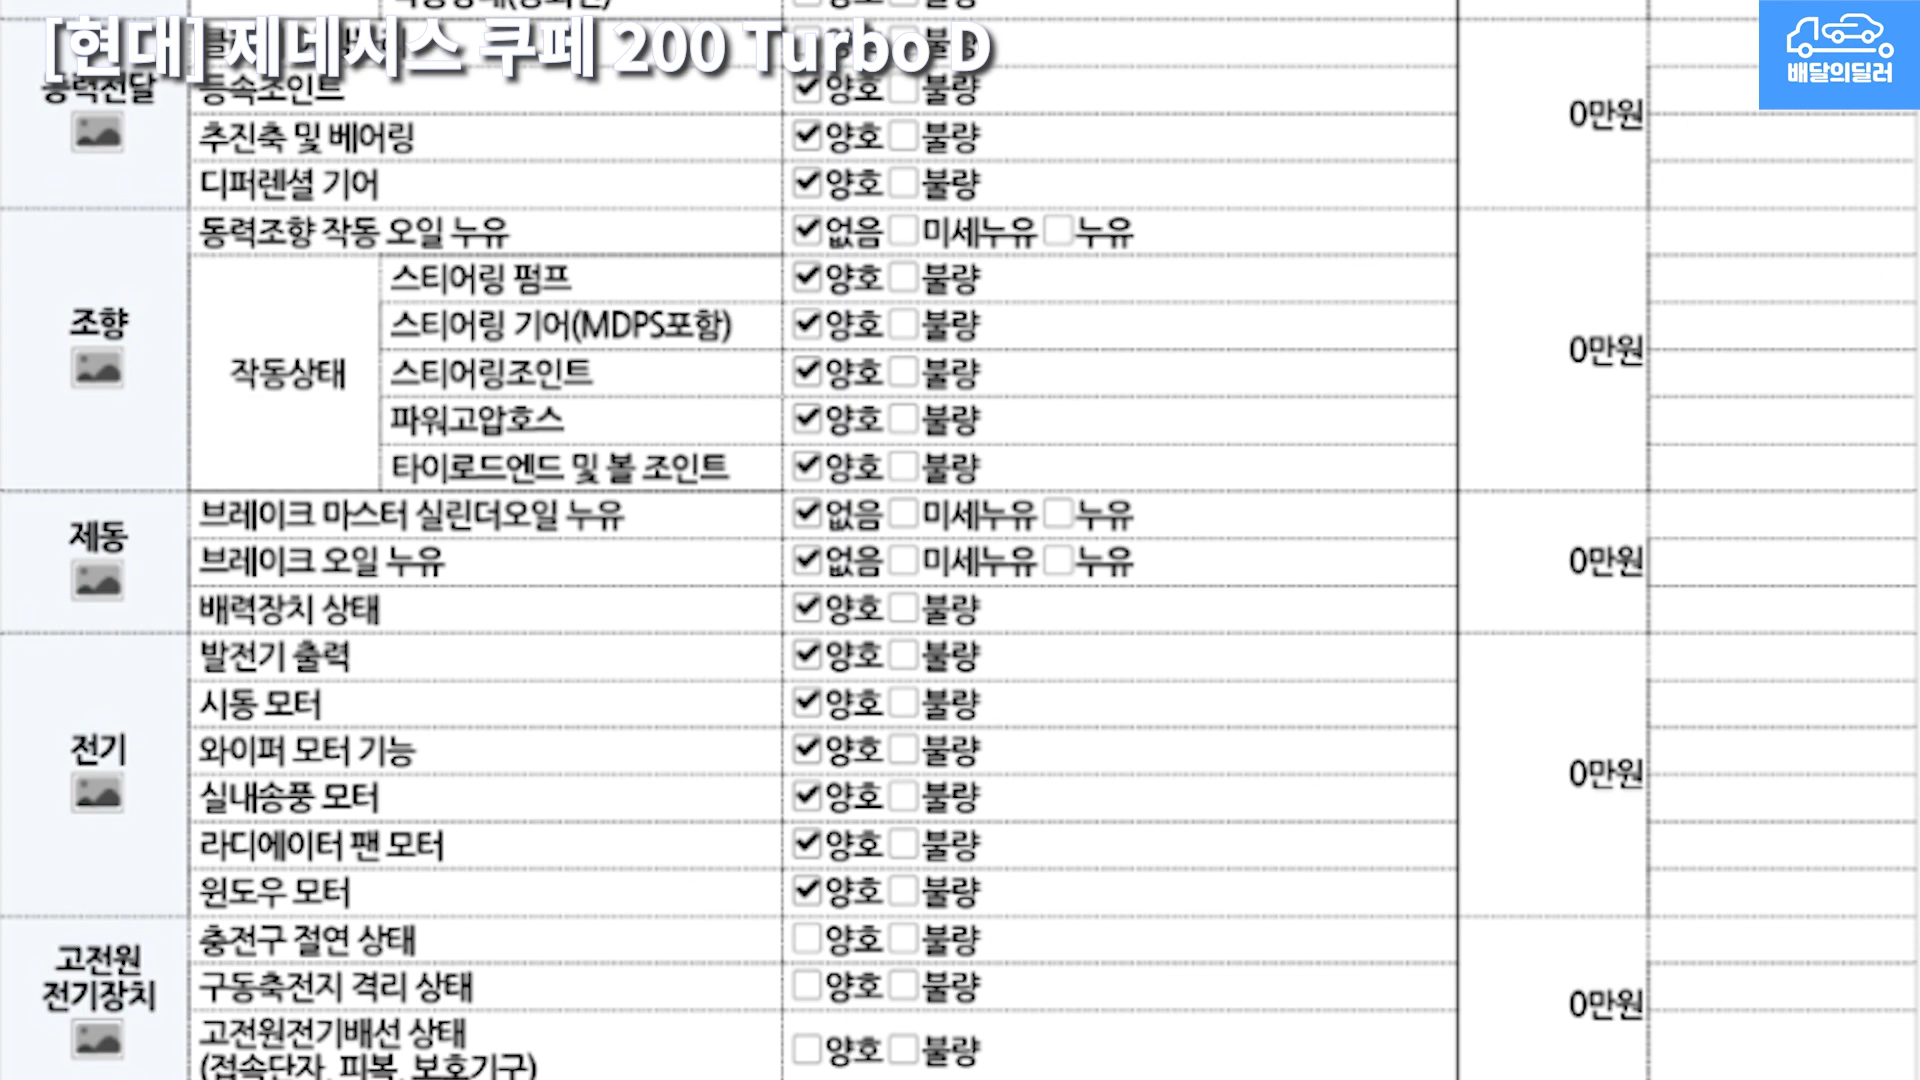 [현대] 제네시스 쿠페 200 Turbo D
배달의딜러
동력전달
등속조인트 양호 불량
추진축 및 베어링 양호 불량
디퍼렌셜 기어 양호 불량
0만원
조향
동력조향 작동 오일 누유 없음 미세누유 누유
작동상태
스티어링 펌프 양호 불량
스티어링 기어(MDPS포함) 양호 불량
스티어링조인트 양호 불량
파워고압호스 양호 불량
타이로드엔드 및 볼 조인트 양호 불량
0만원
제동
브레이크 마스터 실린더오일 누유 없음 미세누유 누유
브레이크 오일 누유 없음 미세누유 누유
배력장치 상태 양호 불량
0만원
전기
발전기 출력 양호 불량
시동 모터 양호 불량
와이퍼 모터 기능 양호 불량
실내송풍 모터 양호 불량
라디에이터 팬 모터 양호 불량
윈도우 모터 양호 불량
0만원
고전원
전기장치
충전구 절연 상태 양호 불량
구동축전지 격리 상태 양호 불량
고전원전기배선 상태
(접속단자, 피복, 보호기구) 양호 불량
0만원